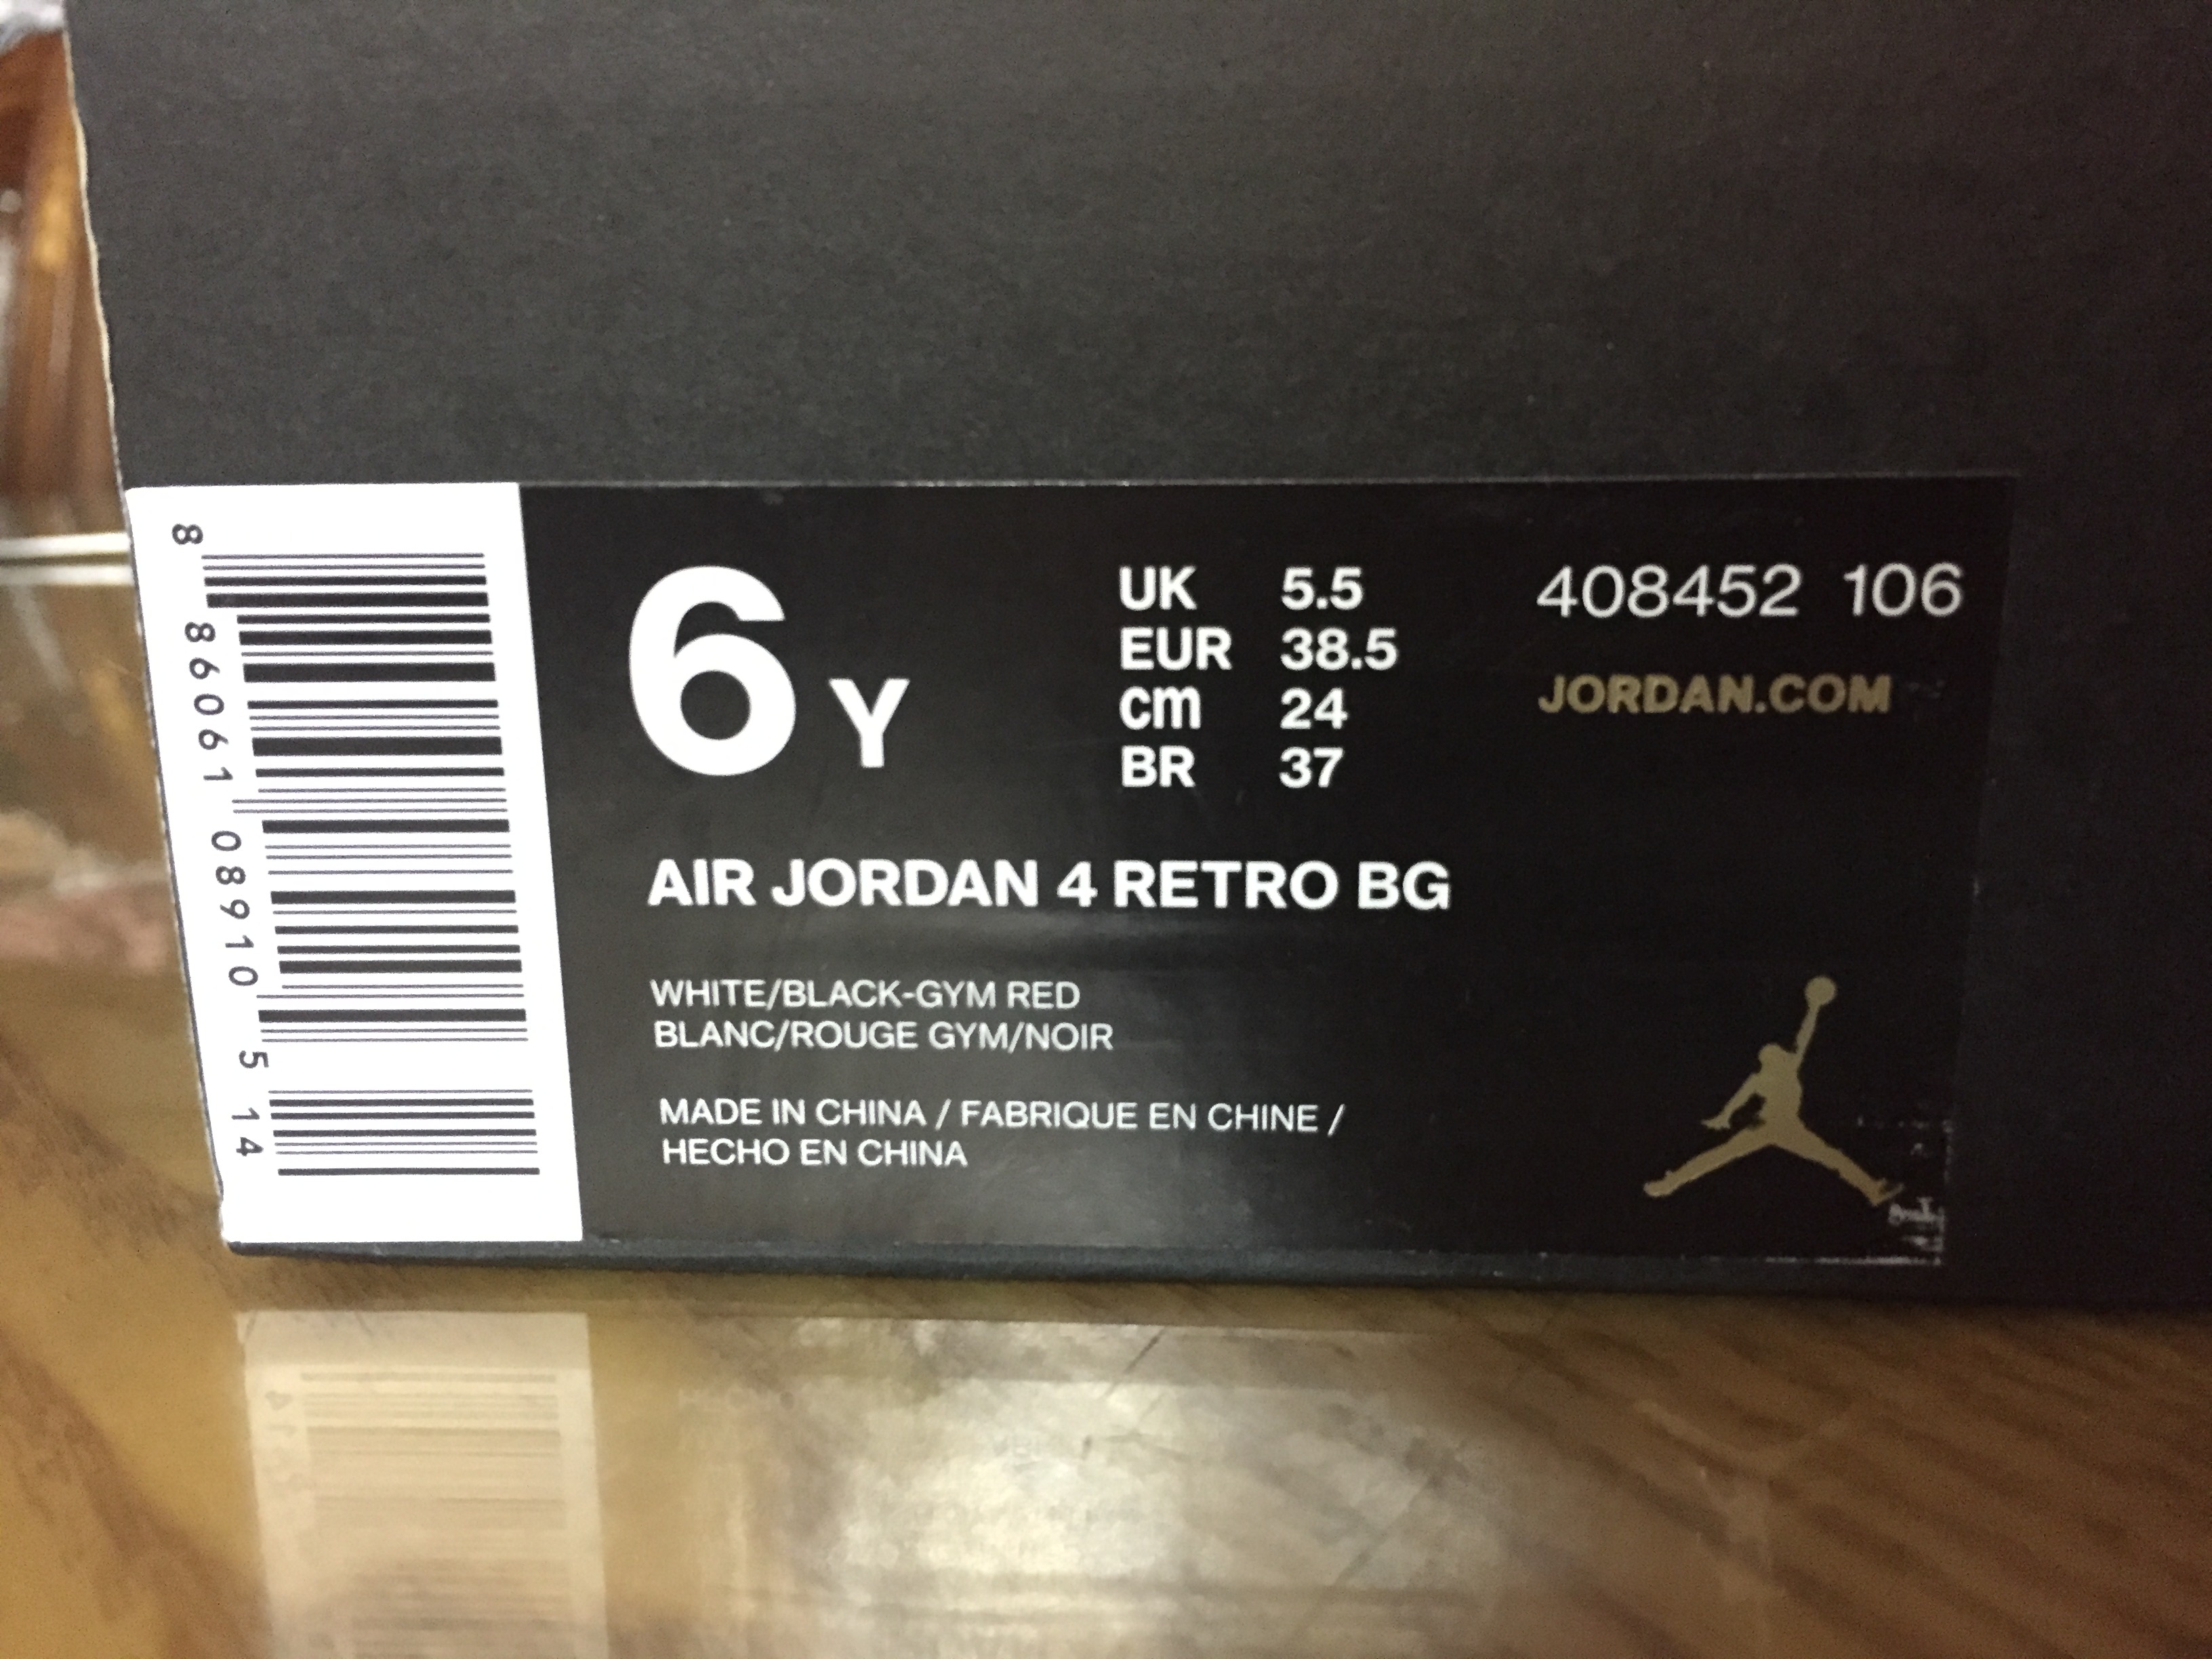 8 86061 08910 5 14
6 Y
UK 5.5
EUR 38.5
cm 24
BR 37
408452 106
JORDAN.COM
AIR JORDAN 4 RETRO BG
WHITE/BLACK-GYM RED
BLANC/ROUGE GYM/NOIR
MADE IN CHINA / FABRIQUE EN CHINE /
HECHO EN CHINA